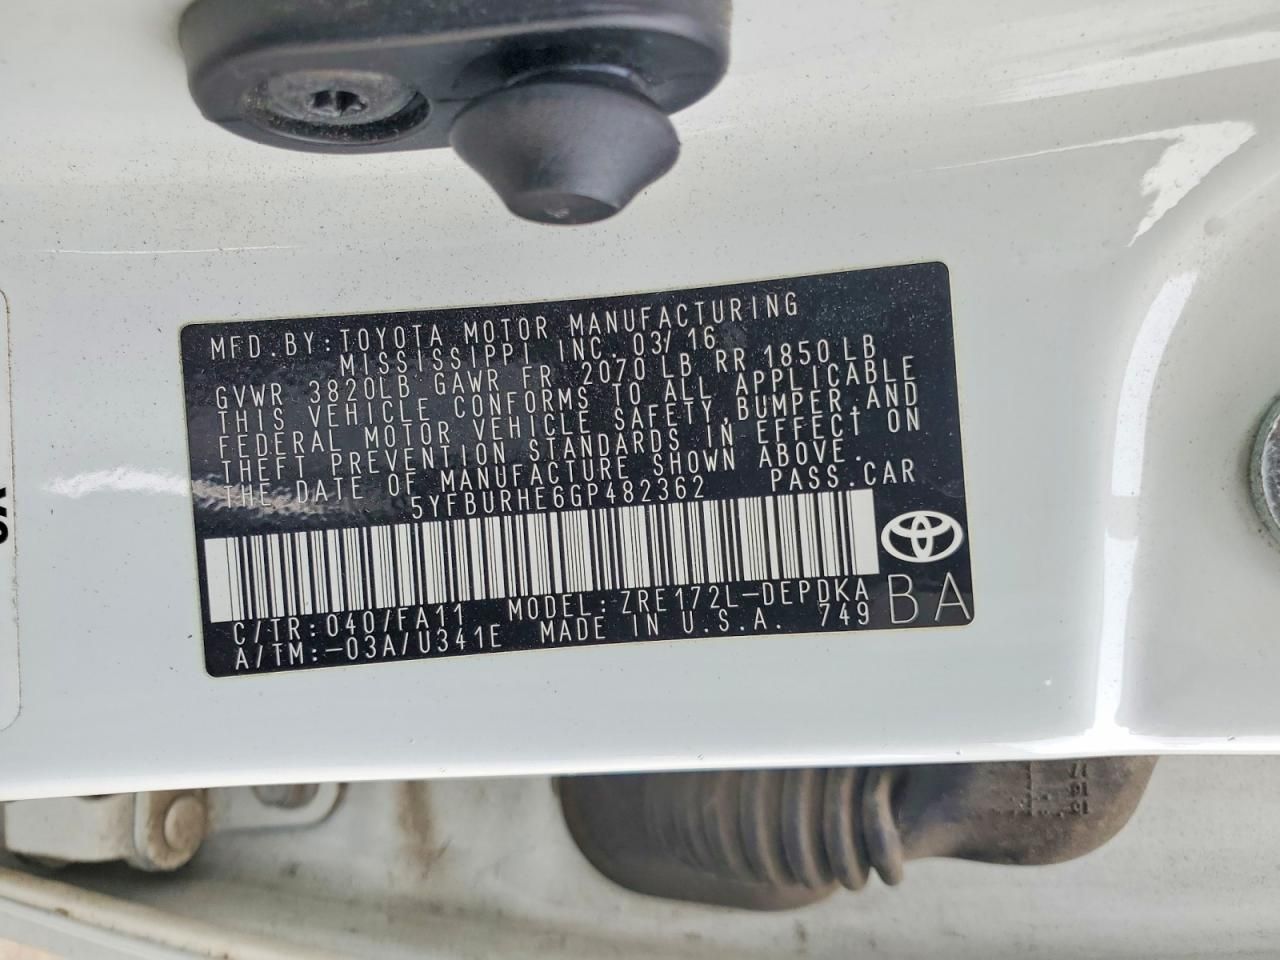 MFD.BY:TOYOTA MOTOR MANUFACTURING
MISSISSIPPI INC. 03/16
GVWR 3820LB GAWR FR 2070LB RR 1850LB
THIS VEHICLE CONFORMS TO ALL APPLICABLE
FEDERAL MOTOR VEHICLE SAFETY,BUMPER,AND
THEFT PREVENTION STANDARDS IN EFFECT ON
THE DATE OF MANUFACTURE SHOWN ABOVE.
5YFBURHE6GP482362 PASS.CAR
C/TR:040/FA11 MODEL:ZRE172L-DEPDKA
A/TM:-03A/U341E MADE IN U.S.A. 749
BA